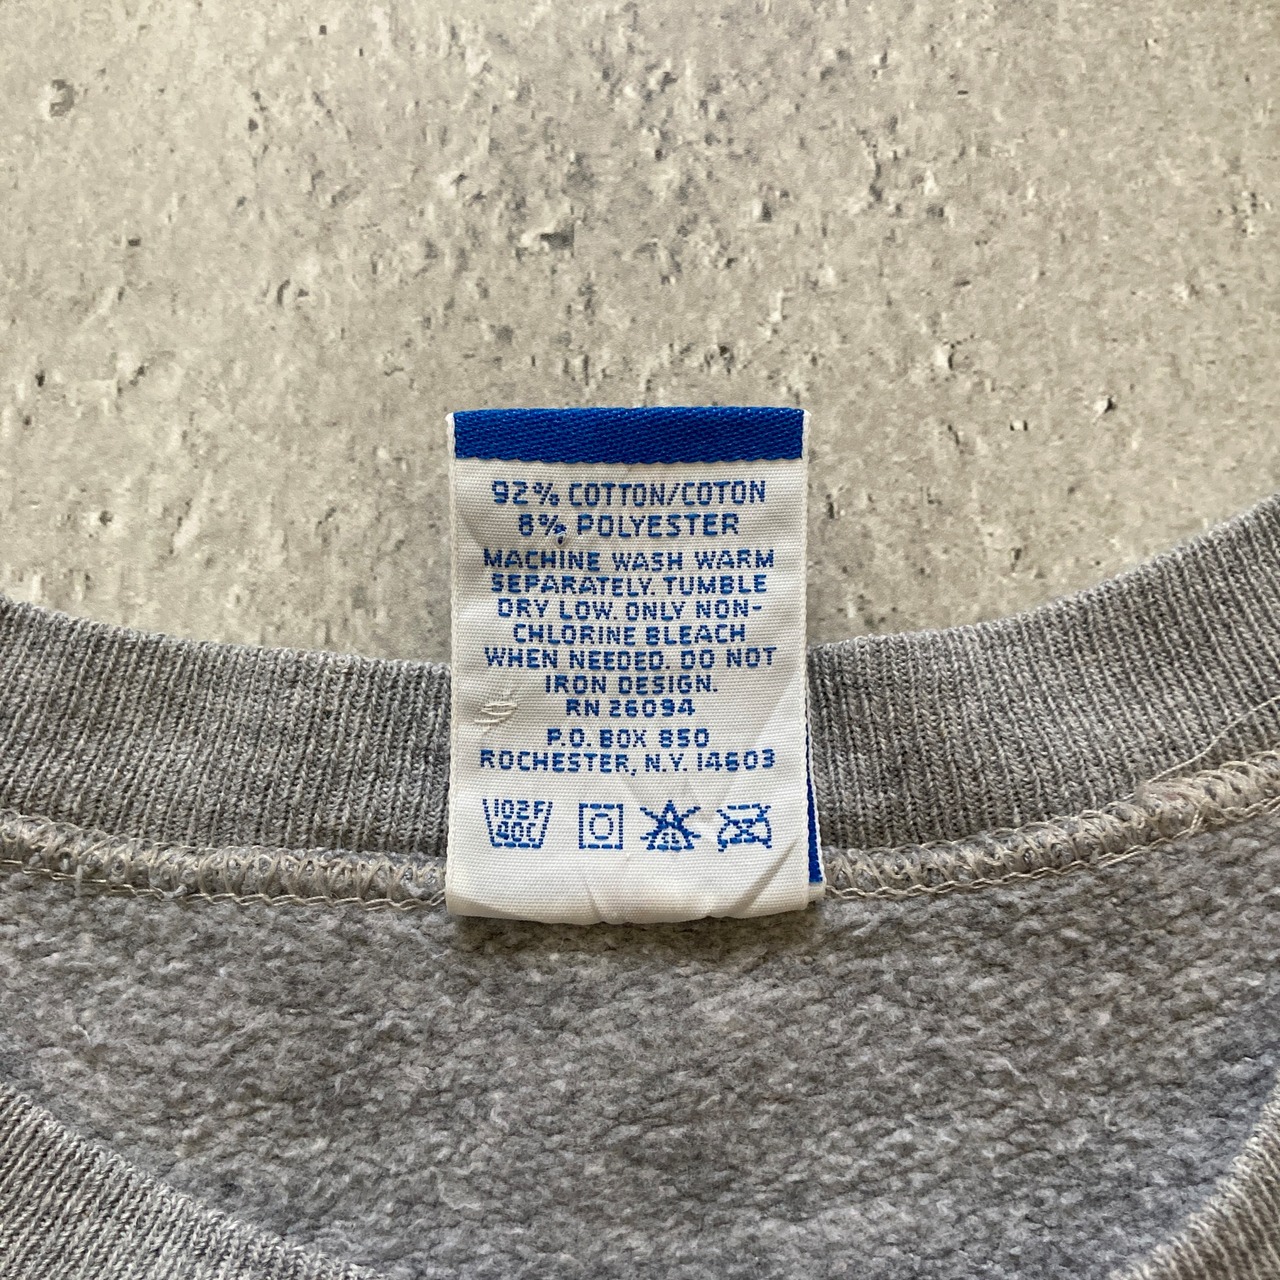 92% COTTON/COTON
8% POLYESTER
MACHINE WASH WARM
SEPARATELY. TUMBLE
DRY LOW. ONLY NON-
CHLORINE BLEACH
WHEN NEEDED. DO NOT
IRON DESIGN.
RN 26094
P.O. BOX 850
ROCHESTER, N.Y. 14603
102F
40C